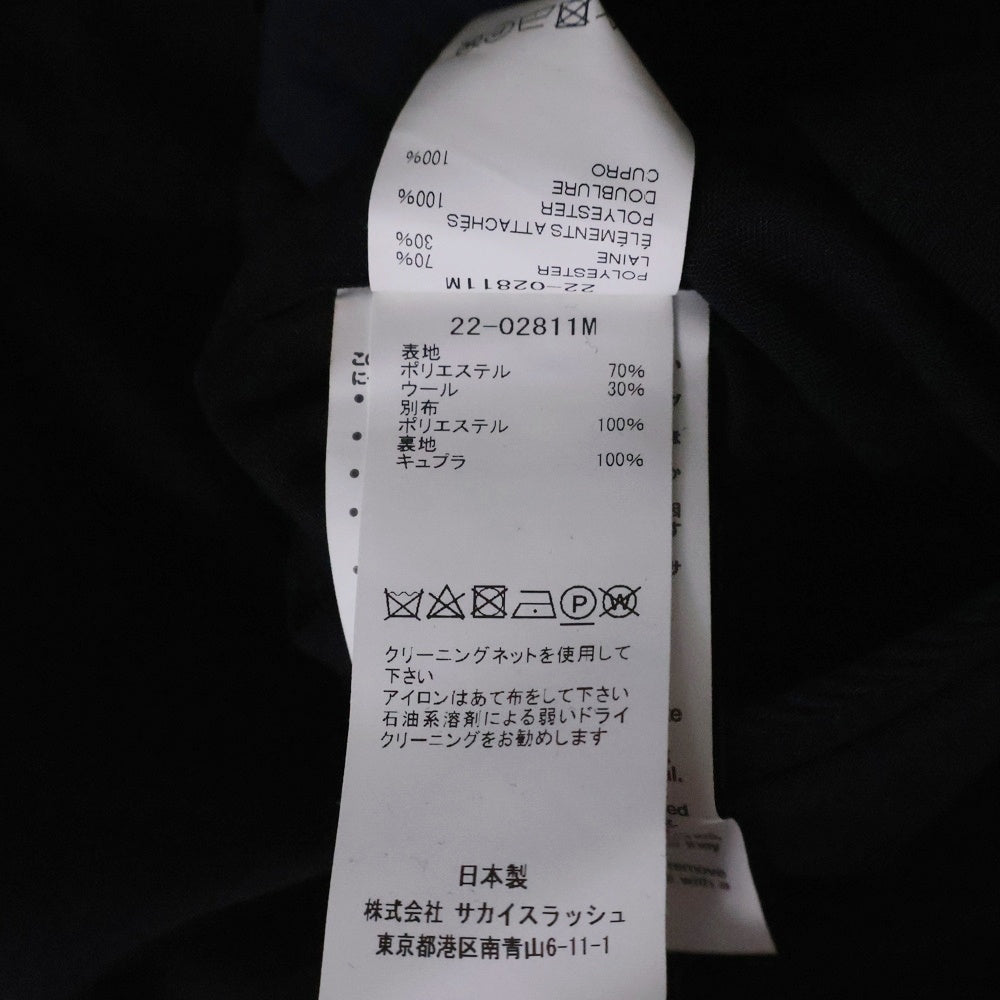 100%
CUPRO
DOUBLURE
100%
POLYESTER
ÉLÉMENTS ATTACHÉS
30%
LAINE
70%
POLYESTER
22-02811M
22-02811M
表地
ポリエステル 70%
ウール 30%
別布
ポリエステル 100%
裏地
キュプラ 100%
P
W
クリーニングネットを使用して
下さい
アイロンはあて布をして下さい
石油系溶剤による弱いドライ
クリーニングをお勧めします
日本製
株式会社 サカイスラッシュ
東京都港区南青山6-11-1
remove
with a